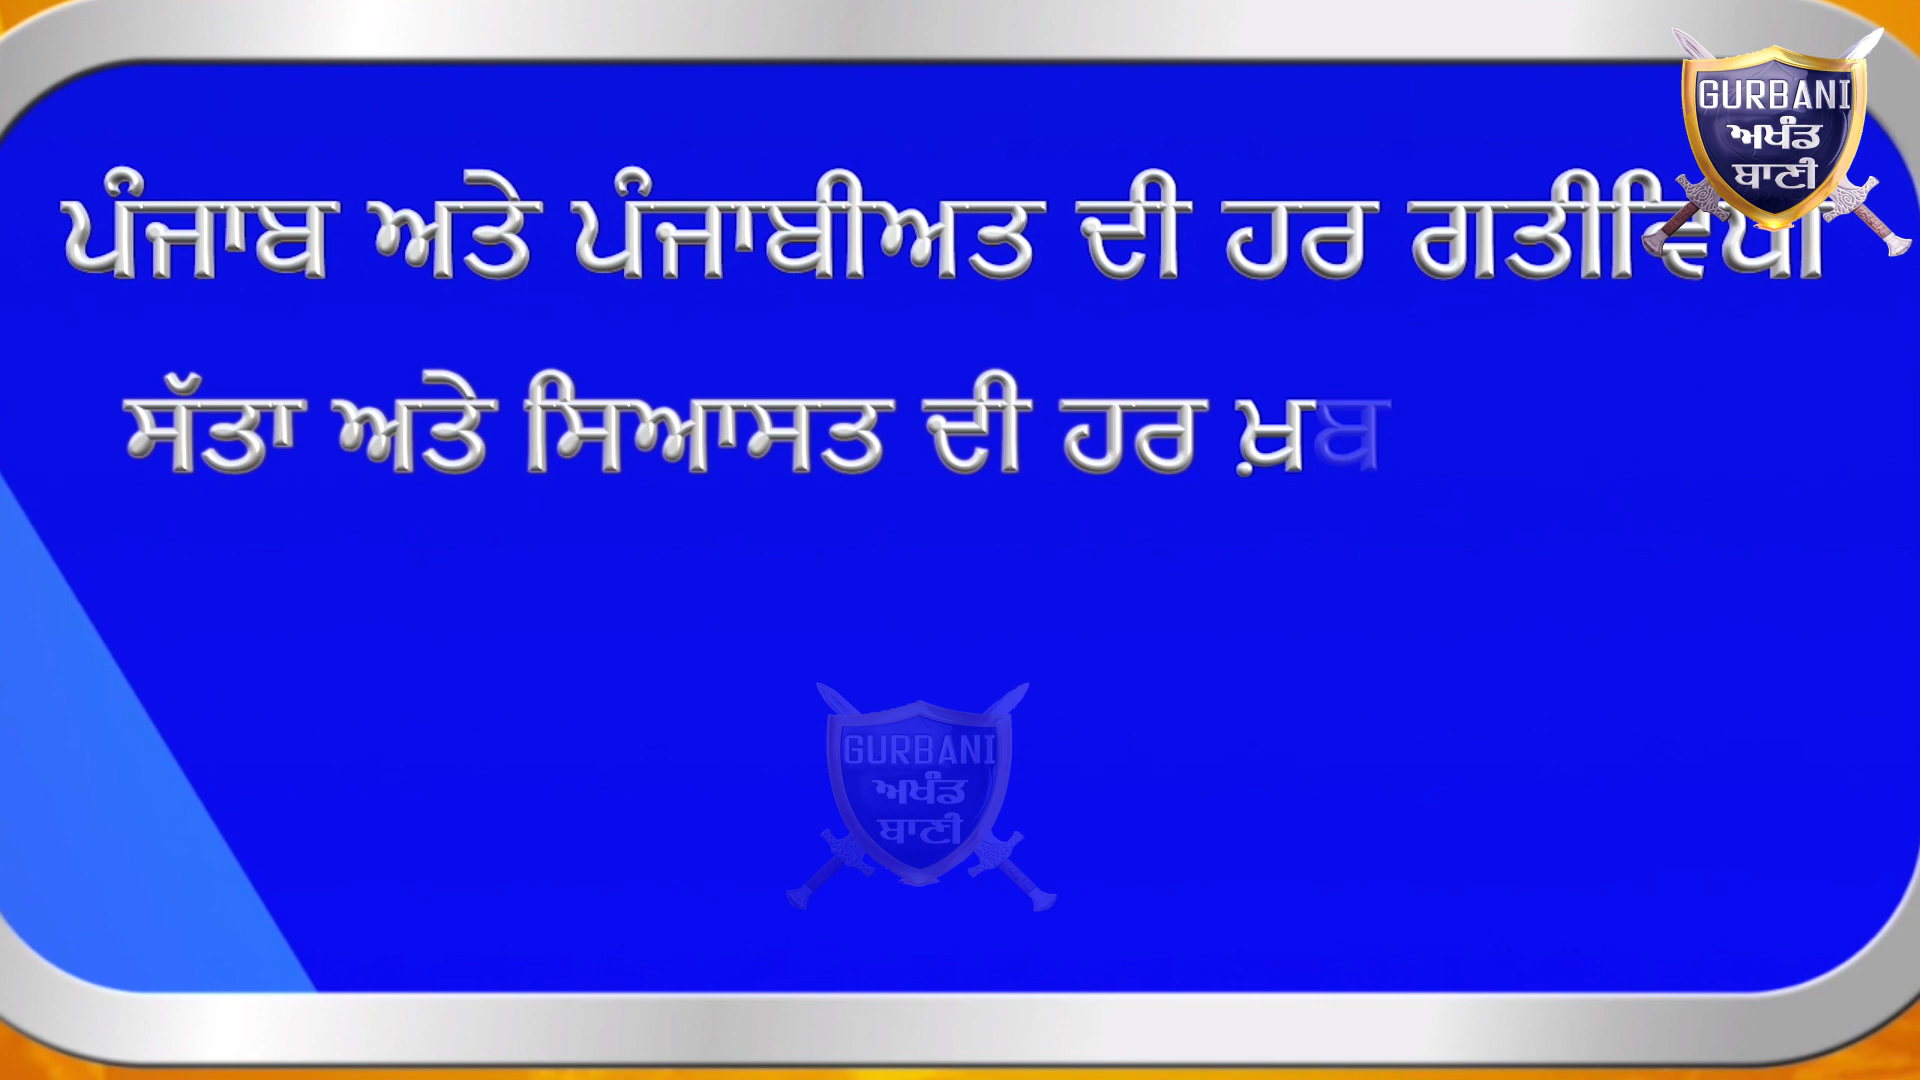 ਪੰਜਾਬ ਅਤੇ ਪੰਜਾਬੀਅਤ ਦੀ ਹਰ ਗਤੀਵਿਧੀ
ਸੱਤਾ ਅਤੇ ਸਿਆਸਤ ਦੀ ਹਰ ਖ਼ਬ
GURBANI
ਅਖੰਡ
ਬਾਣੀ
GURBANI
ਅਖੰਡ
ਬਾਣੀ